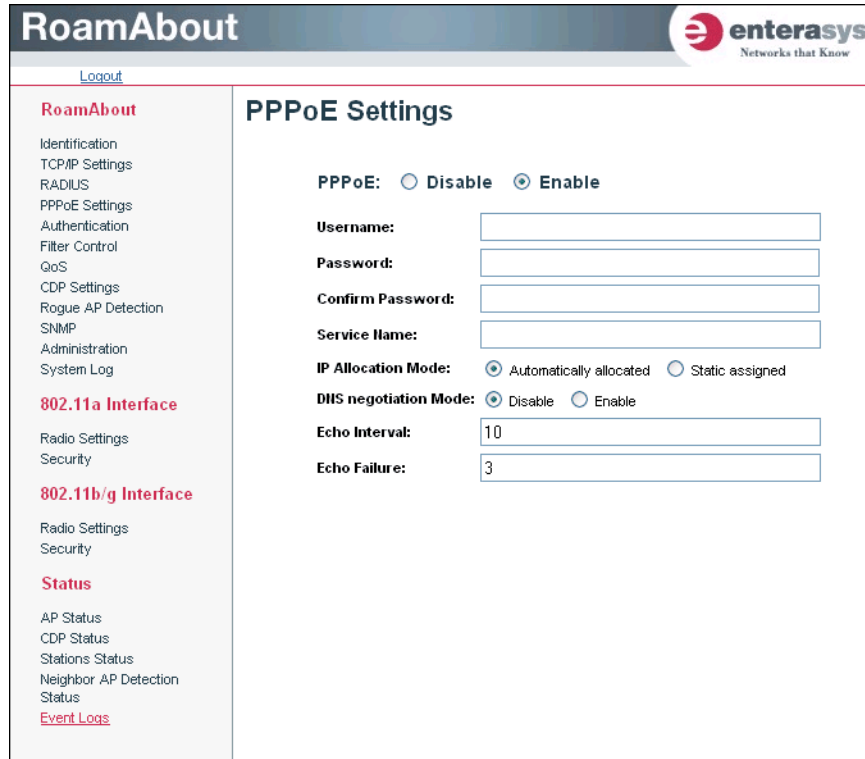 RoamAbout
enterasys
Networks that Know
Logout
RoamAbout
Identification
TCP/IP Settings
RADIUS
PPPoE Settings
Authentication
Filter Control
QoS
CDP Settings
Rogue AP Detection
SNMP
Administration
System Log
802.11a Interface
Radio Settings
Security
802.11b/g Interface
Radio Settings
Security
Status
AP Status
CDP Status
Stations Status
Neighbor AP Detection
Status
Event Logs
PPPoE Settings
PPPoE: Disable Enable
Username:
Password:
Confirm Password:
Service Name:
IP Allocation Mode: Automatically allocated Static assigned
DNS negotiation Mode: Disable Enable
Echo Interval: 10
Echo Failure: 3